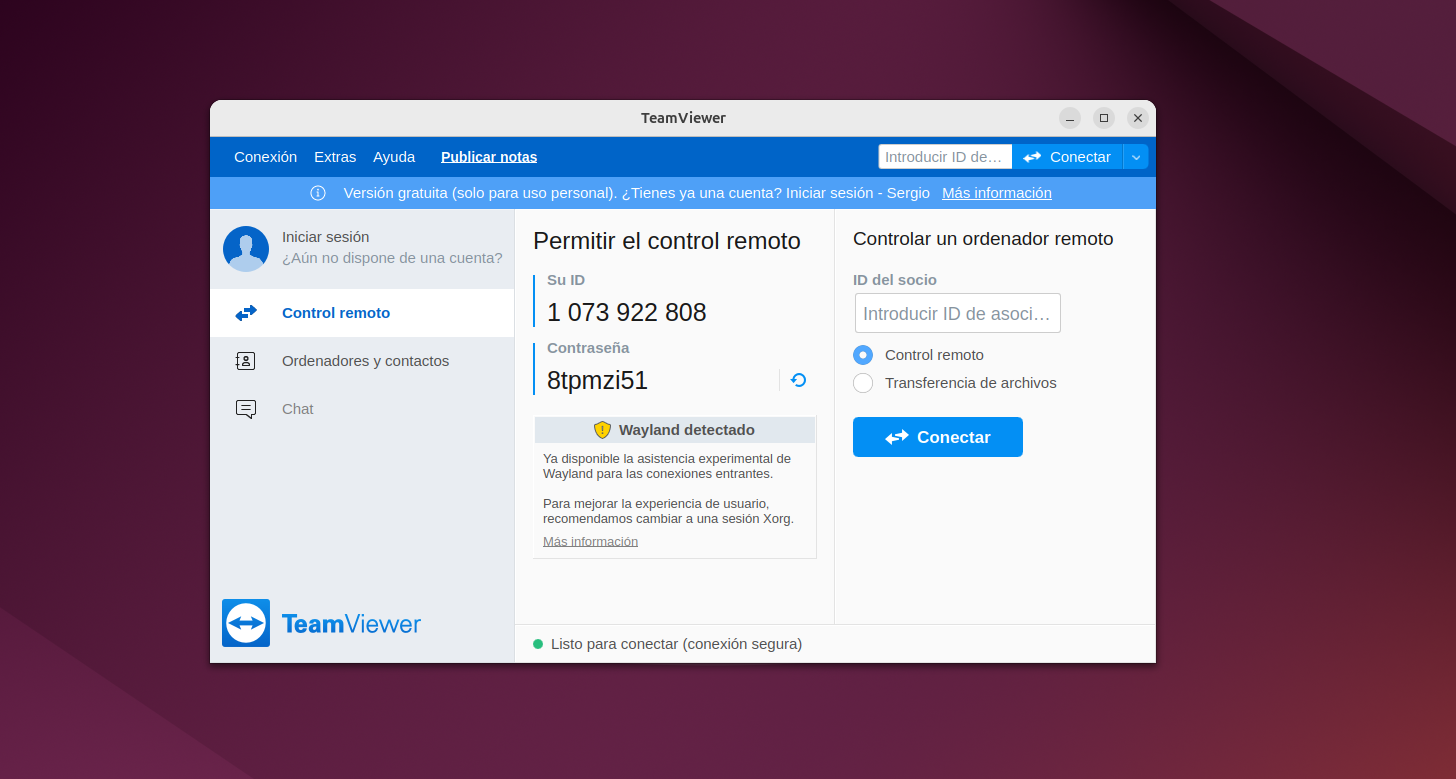 TeamViewer
Conexión Extras Ayuda Publicar notas Introducir ID de… Conectar
Versión gratuita (solo para uso personal). ¿Tienes ya una cuenta? Iniciar sesión - Sergio Más información
Iniciar sesión
¿Aún no dispone de una cuenta?
Control remoto
Ordenadores y contactos
Chat
TeamViewer
Permitir el control remoto
Su ID
1 073 922 808
Contraseña
8tpmzi51
Wayland detectado
Ya disponible la asistencia experimental de
Wayland para las conexiones entrantes.
Para mejorar la experiencia de usuario,
recomendamos cambiar a una sesión Xorg.
Más información
Controlar un ordenador remoto
ID del socio
Introducir ID de asoci…
Control remoto
Transferencia de archivos
Conectar
Listo para conectar (conexión segura)